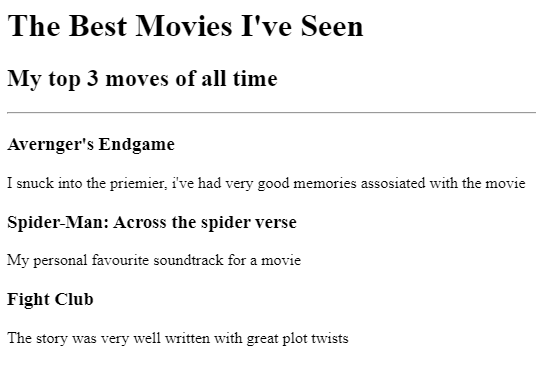 The Best Movies I've Seen
My top 3 moves of all time
Avernger's Endgame
I snuck into the priemier, i've had very good memories assosiated with the movie
Spider-Man: Across the spider verse
My personal favourite soundtrack for a movie
Fight Club
The story was very well written with great plot twists